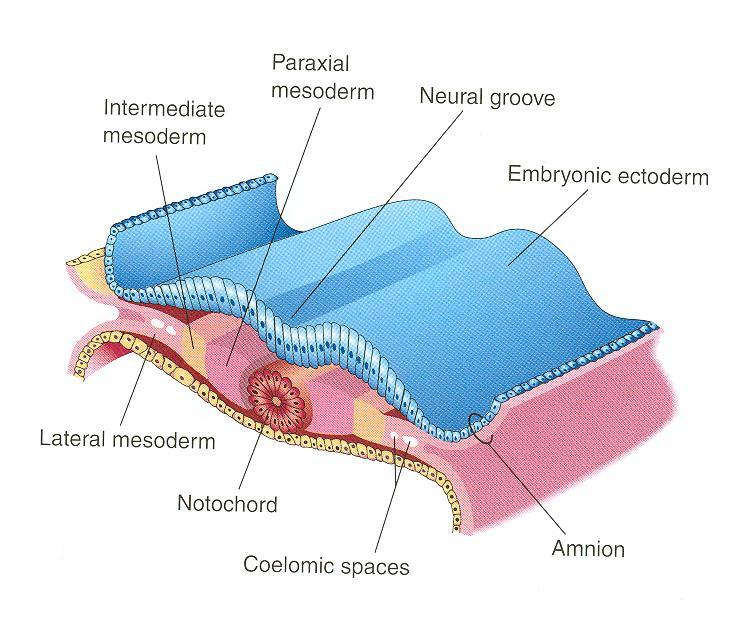 Paraxial
mesoderm
Intermediate
mesoderm
Neural groove
Embryonic ectoderm
Lateral mesoderm
Notochord
Coelomic spaces
Amnion